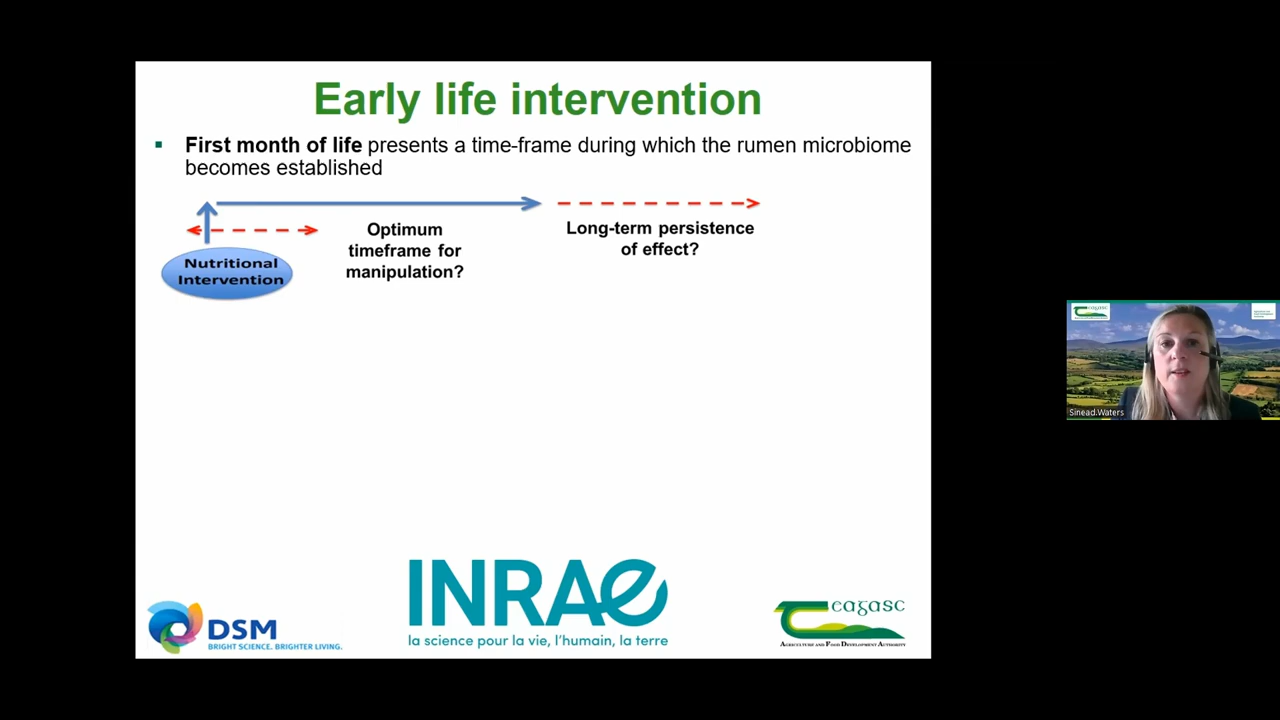 Early life intervention
▪ First month of life presents a time-frame during which the rumen microbiome
becomes established
Optimum
timeframe for
manipulation?
Long-term persistence
of effect?
Nutritional
Intervention
INRAE
la science pour la vie, l'humain, la terre
DSM
BRIGHT SCIENCE. BRIGHTER LIVING.
Teagasc
Agriculture and Food Development Authority
Teagasc
Sinead.Waters